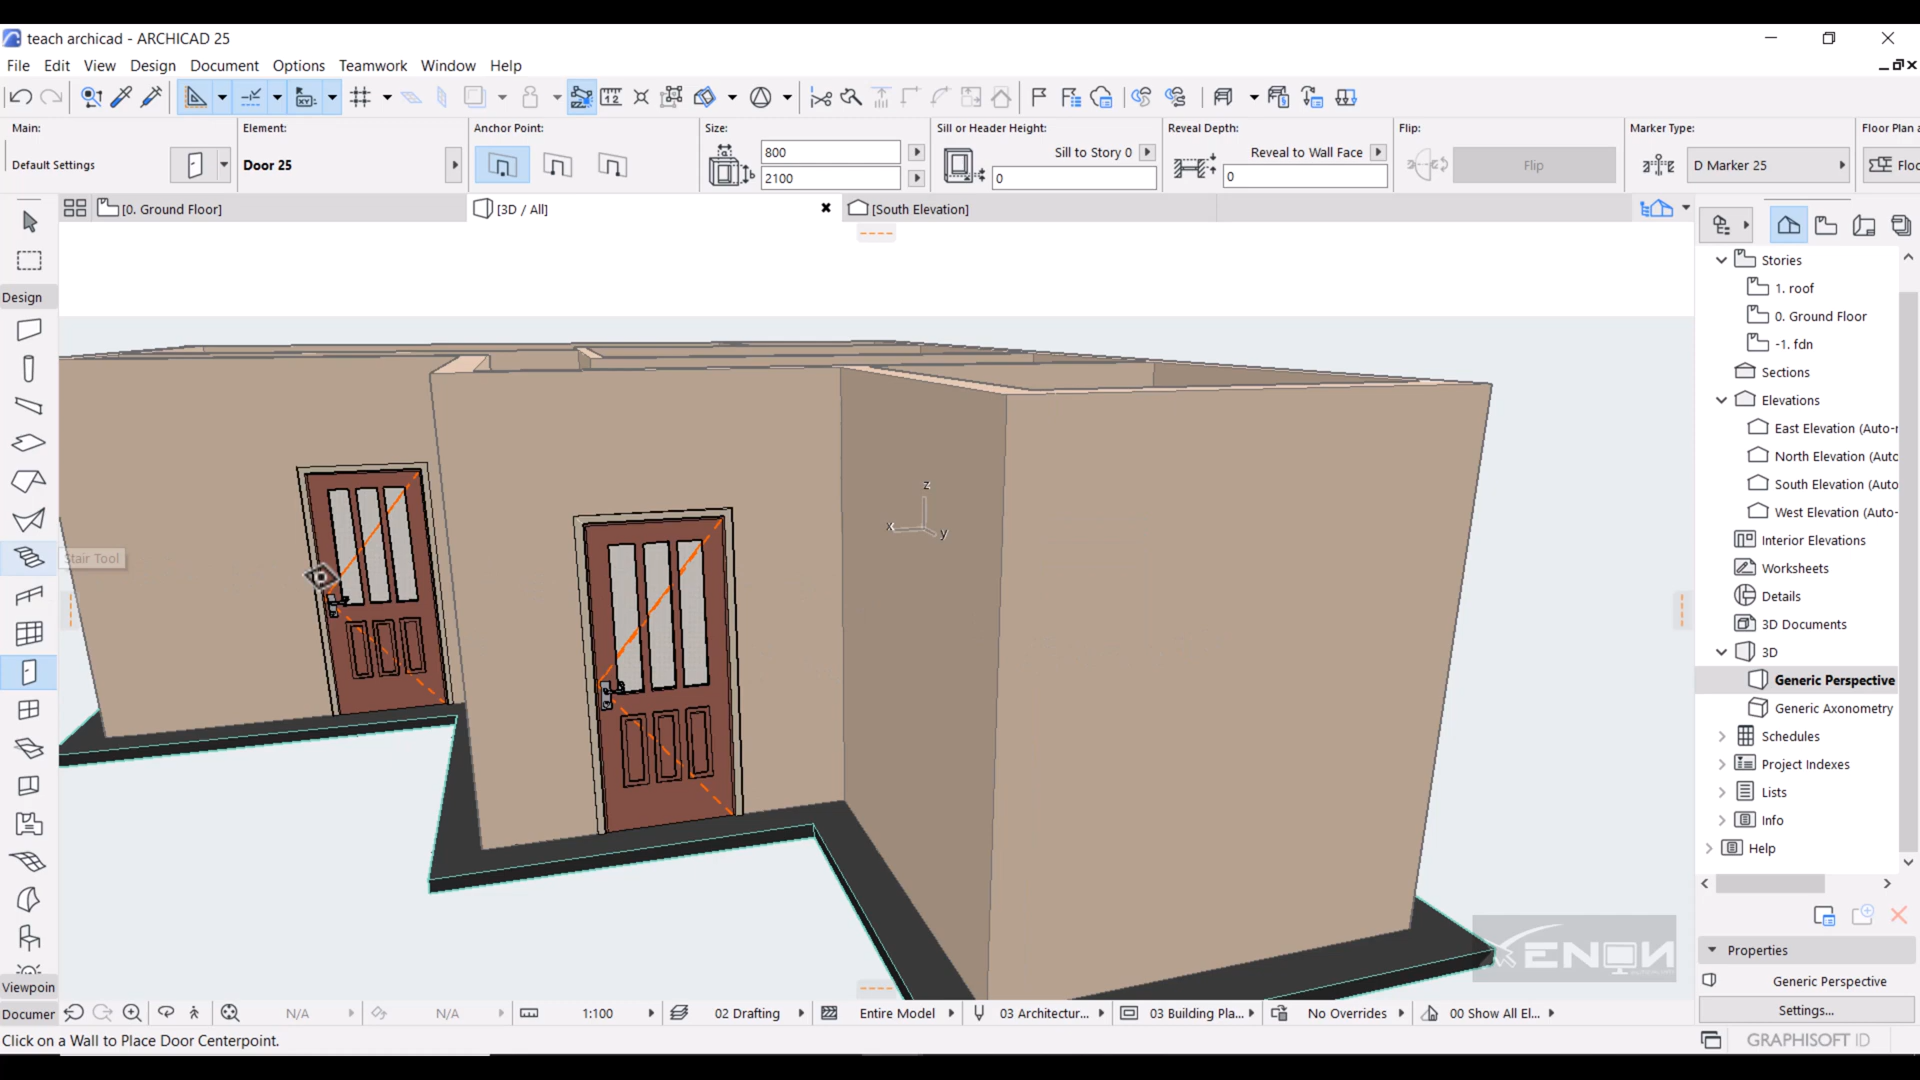 teach archicad - ARCHICAD 25
File Edit View Design Document Options Teamwork Window Help
Main: Element: Anchor Point: Size: Sill or Header Height: Reveal Depth: Flip: Marker Type: Floor Plan a
Default Settings Door 25 800 2100 Sill to Story 0 0 Reveal to Wall Face 0 Flip D Marker 25 Floo
[0. Ground Floor] [3D / All] [South Elevation]
Design
Stair Tool
z
x
y
Viewpoin
Documer
Stories
1. roof
0. Ground Floor
-1. fdn
Sections
Elevations
East Elevation (Auto-r
North Elevation (Autc
South Elevation (Auto
West Elevation (Auto-
Interior Elevations
Worksheets
Details
3D Documents
3D
Generic Perspective
Generic Axonometry
Schedules
Project Indexes
Lists
Info
Help
Properties
Generic Perspective
Settings...
N/A N/A 1:100 02 Drafting Entire Model 03 Architectur... 03 Building Pla... No Overrides 00 Show All El...
Click on a Wall to Place Door Centerpoint.
GRAPHISOFT ID